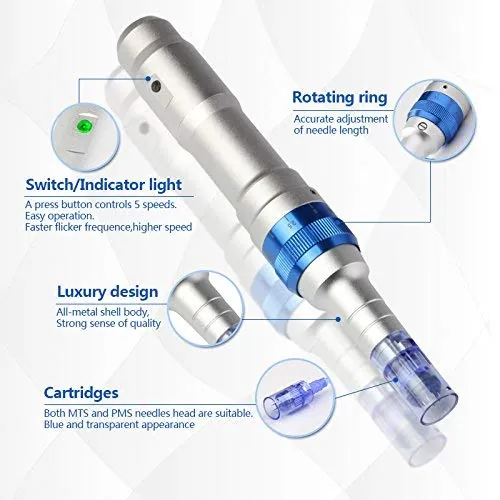 Rotating ring
Accurate adjustment
of needle length
Switch/Indicator light
A press button controls 5 speeds.
Easy operation.
Faster flicker frequence,higher speed
Luxury design
All-metal shell body,
Strong sense of quality
Cartridges
Both MTS and PMS needles head are suitable.
Blue and transparent appearance